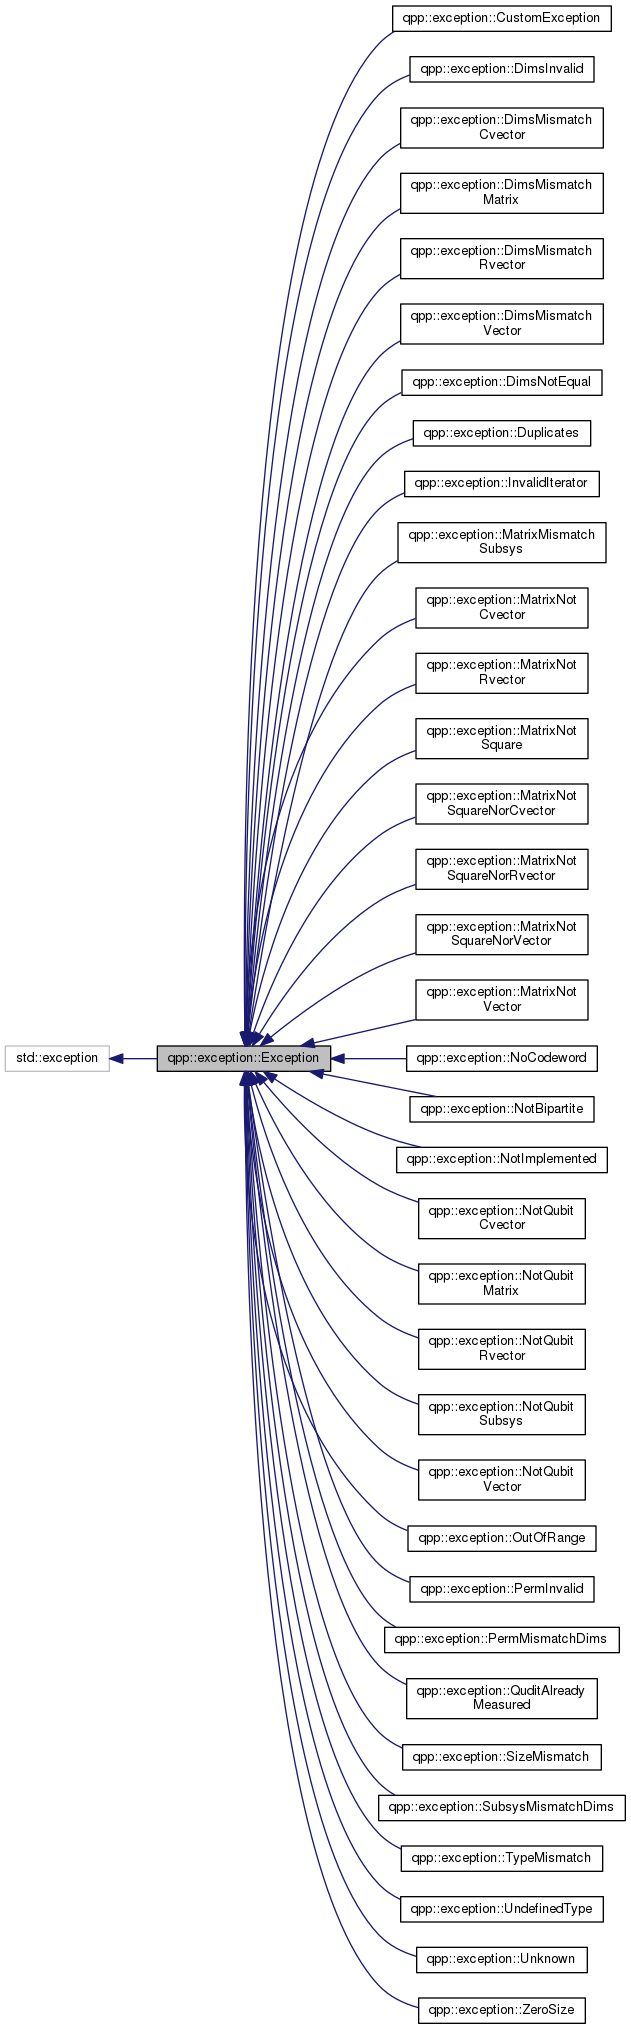 qpp::exception::CustomException
qpp::exception::DimsInvalid
qpp::exception::DimsMismatch
Cvector
qpp::exception::DimsMismatch
Matrix
qpp::exception::DimsMismatch
Rvector
qpp::exception::DimsMismatch
Vector
qpp::exception::DimsNotEqual
qpp::exception::Duplicates
qpp::exception::InvalidIterator
qpp::exception::MatrixMismatch
Subsys
qpp::exception::MatrixNot
Cvector
qpp::exception::MatrixNot
Rvector
qpp::exception::MatrixNot
Square
qpp::exception::MatrixNot
SquareNorCvector
qpp::exception::MatrixNot
SquareNorRvector
qpp::exception::MatrixNot
SquareNorVector
qpp::exception::MatrixNot
Vector
std::exception
qpp::exception::Exception
qpp::exception::NoCodeword
qpp::exception::NotBipartite
qpp::exception::NotImplemented
qpp::exception::NotQubit
Cvector
qpp::exception::NotQubit
Matrix
qpp::exception::NotQubit
Rvector
qpp::exception::NotQubit
Subsys
qpp::exception::NotQubit
Vector
qpp::exception::OutOfRange
qpp::exception::PermInvalid
qpp::exception::PermMismatchDims
qpp::exception::QuditAlready
Measured
qpp::exception::SizeMismatch
qpp::exception::SubsysMismatchDims
qpp::exception::TypeMismatch
qpp::exception::UndefinedType
qpp::exception::Unknown
qpp::exception::ZeroSize